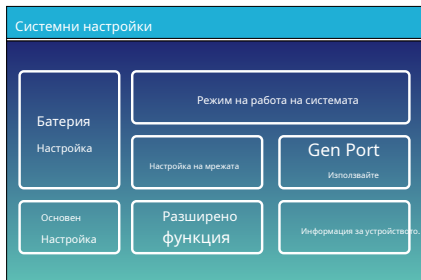 Системни настройки
Батерия
Настройка
Режим на работа на системата
Настройка на мрежата
Gen Port
Използвайте
Основен
Настройка
Разширено
функция
Информация за устройството.